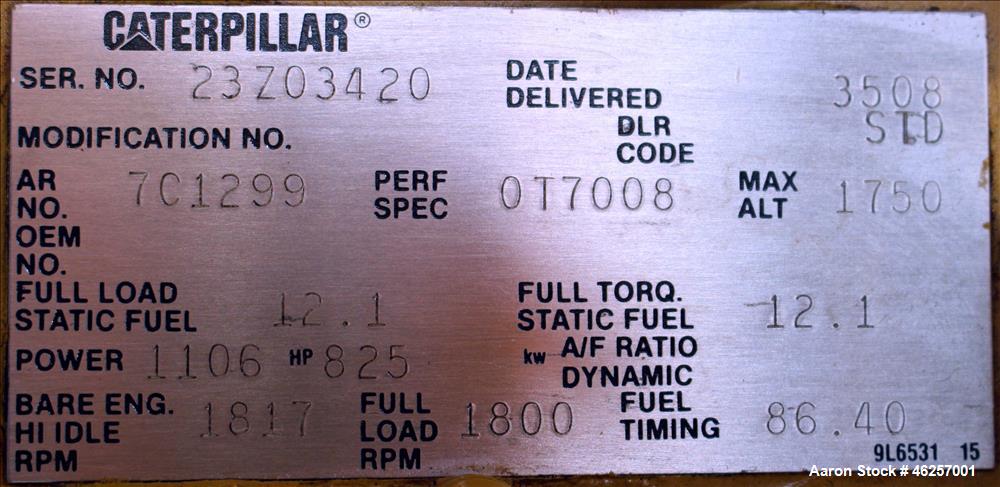 CATERPILLAR®
SER. NO. 23Z03420 DATE DELIVERED 3508
DLR CODE STD
MODIFICATION NO.
AR NO. 7C1299 PERF SPEC 0T7008 MAX ALT 1750
OEM NO.
FULL LOAD STATIC FUEL 12.1 FULL TORQ. STATIC FUEL 12.1
POWER 1106 HP 825 kw A/F RATIO DYNAMIC
BARE ENG. HI IDLE RPM 1817 FULL LOAD RPM 1800 FUEL TIMING 86.40
9L6531 15
Aaron Stock # 46257001